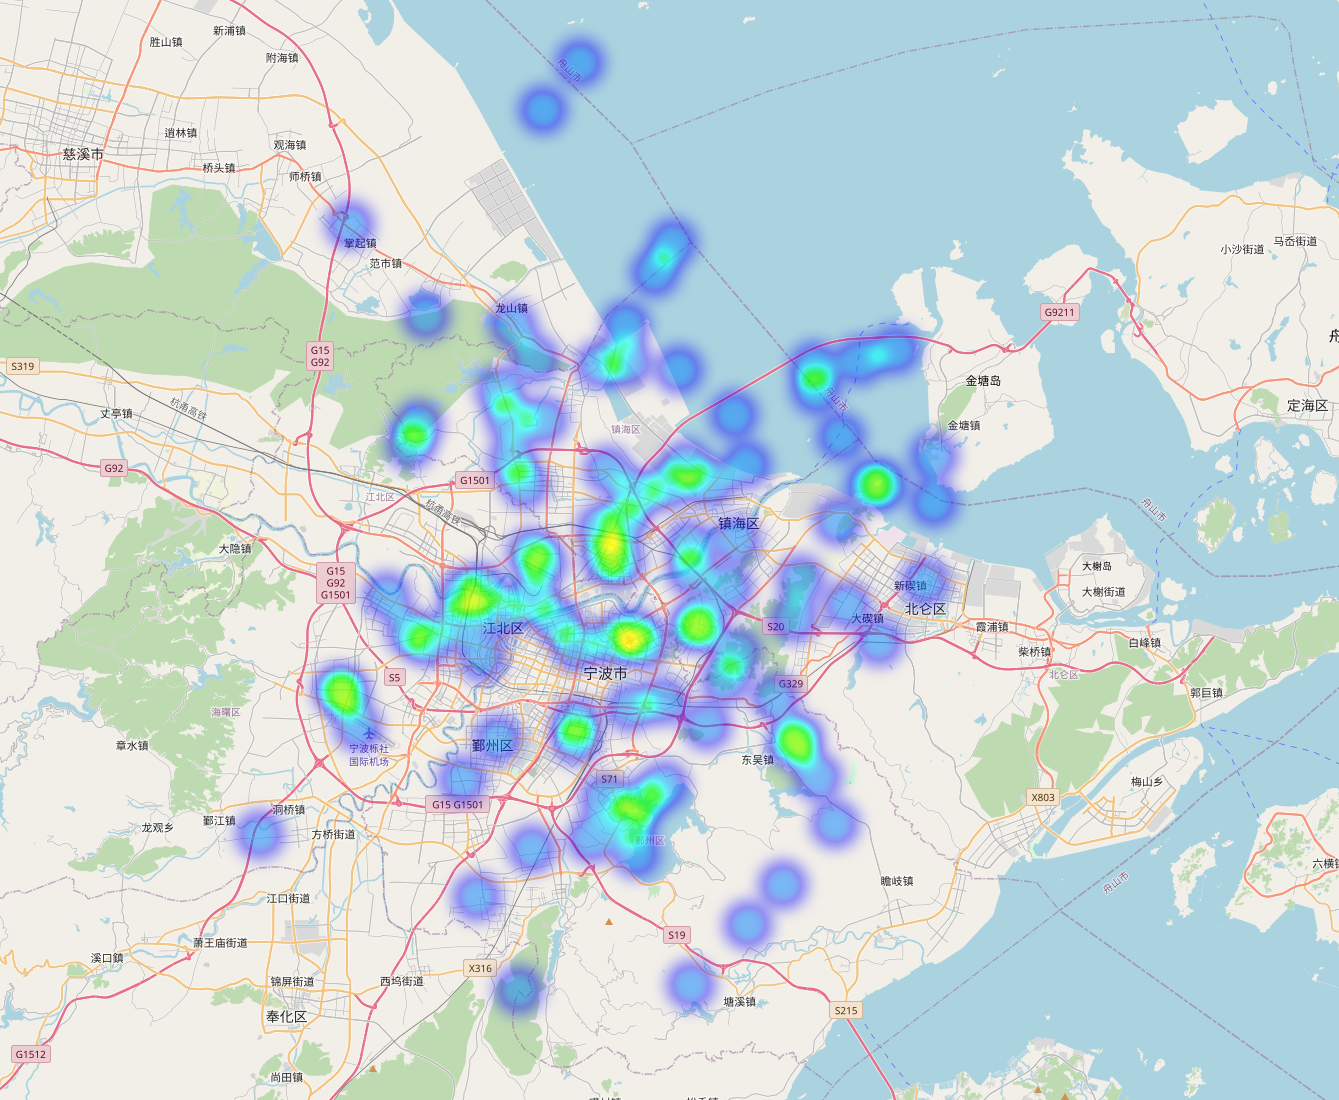 新浦镇
胜山镇
附海镇
舟山市
逍林镇
观海镇
慈溪市
桥头镇
师桥镇
掌起镇
范市镇
小沙街道
马岙街道
龙山镇
G9211
G15
G92
S319
杭甬高铁
丈亭镇
金塘岛
舟山市
定海区
金塘镇
镇海区
G92
G1501
江北区
杭甬高铁
舟山市
镇海区
大隐镇
G15
G92
G1501
大榭岛
新碶镇
大榭街道
北仑区
大碶街道
S20
霞浦镇
江北区
白峰镇
柴桥镇
宁波市
S5
G329
北仑区
郭巨镇
海曙区
章水镇
宁波栎社
国际机场
鄞州区
东吴镇
S71
梅山乡
X803
G15 G1501
洞桥镇
鄞江镇
龙观乡
方桥街道
鄞州区
六横镇
瞻岐镇
舟山市
江口街道
S19
萧王庙街道
溪口镇
X316
锦屏街道
西坞街道
塘溪镇
S215
奉化区
G1512
尚田镇